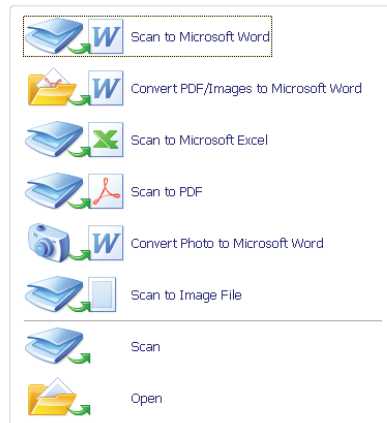 Scan to Microsoft Word
Convert PDF/Images to Microsoft Word
Scan to Microsoft Excel
Scan to PDF
Convert Photo to Microsoft Word
Scan to Image File
Scan
Open